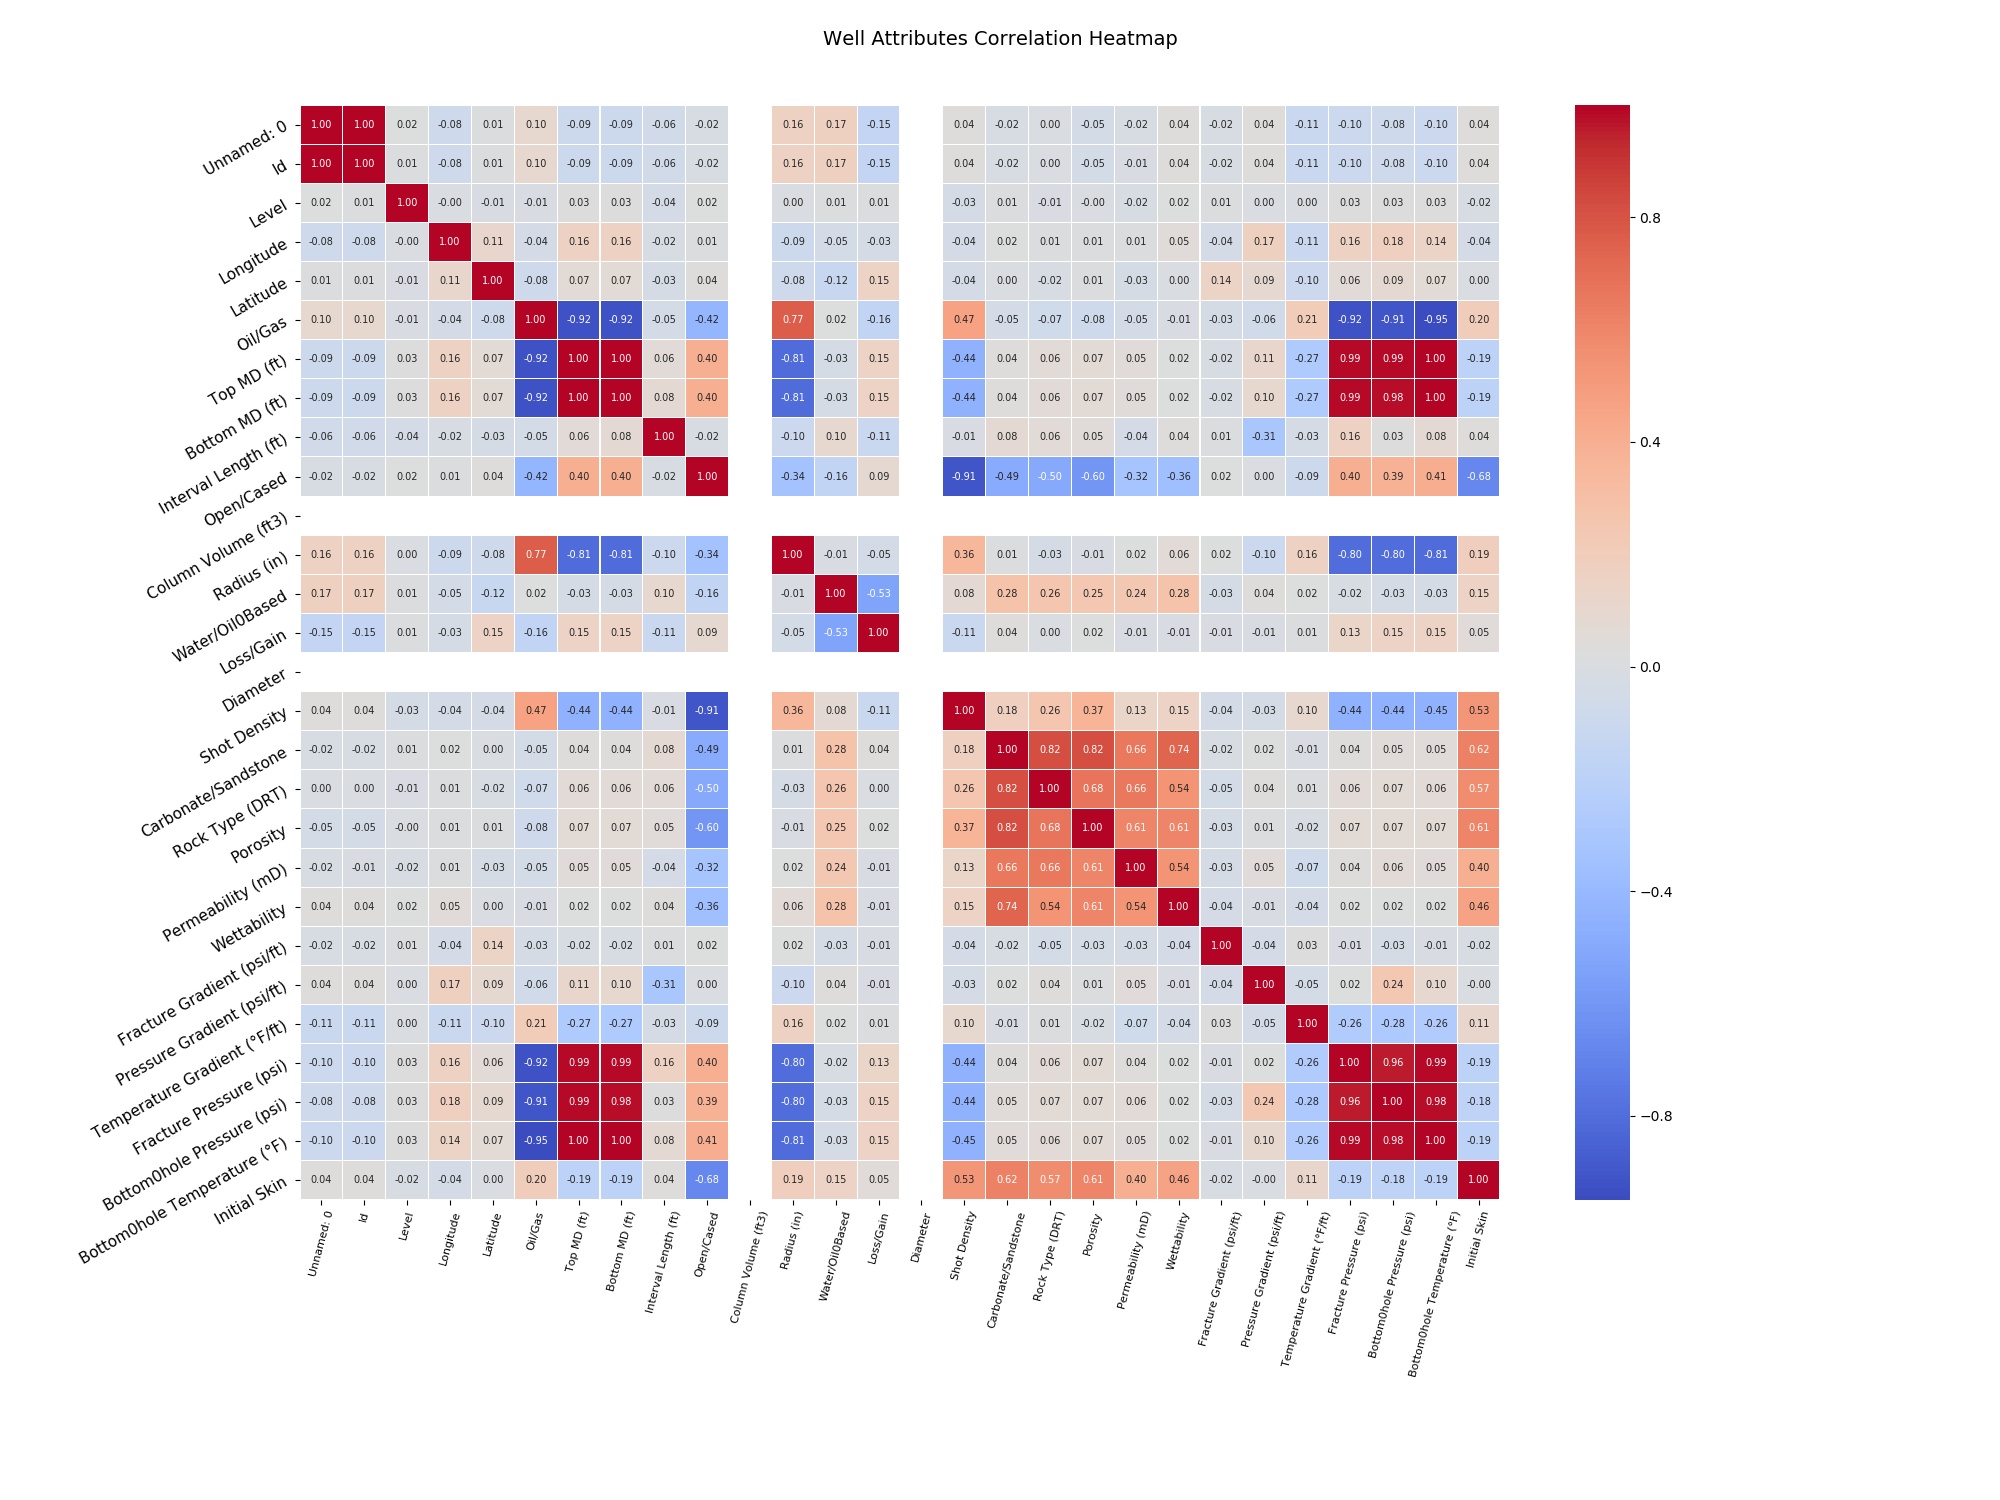 Well Attributes Correlation Heatmap
Unnamed: 0 1.00 1.00 0.02 -0.08 0.01 0.10 -0.09 -0.09 -0.06 -0.02 0.16 0.17 -0.15 0.04 -0.02 0.00 -0.05 -0.02 0.04 -0.02 0.04 -0.11 -0.10 -0.08 -0.10 0.04
Id 1.00 1.00 0.01 -0.08 0.01 0.10 -0.09 -0.09 -0.06 -0.02 0.16 0.17 -0.15 0.04 -0.02 0.00 -0.05 -0.01 0.04 -0.02 0.04 -0.11 -0.10 -0.08 -0.10 0.04
Level 0.02 0.01 1.00 -0.00 -0.01 -0.01 0.03 0.03 -0.04 0.02 0.00 0.01 0.01 -0.03 0.01 -0.01 -0.00 -0.02 0.02 0.01 0.00 0.00 0.03 0.03 0.03 -0.02
Longitude -0.08 -0.08 -0.00 1.00 0.11 -0.04 0.16 0.16 -0.02 0.01 -0.09 -0.05 -0.03 -0.04 0.02 0.01 0.01 0.01 0.05 -0.04 0.17 -0.11 0.16 0.18 0.14 -0.04
Latitude 0.01 0.01 -0.01 0.11 1.00 -0.08 0.07 0.07 -0.03 0.04 -0.08 -0.12 0.15 -0.04 0.00 -0.02 0.01 -0.03 0.00 0.14 0.09 -0.10 0.06 0.09 0.07 0.00
Oil/Gas 0.10 0.10 -0.01 -0.04 -0.08 1.00 -0.92 -0.92 -0.05 -0.42 0.77 0.02 -0.16 0.47 -0.05 -0.07 -0.08 -0.05 -0.01 -0.03 -0.06 0.21 -0.92 -0.91 -0.95 0.20
Top MD (ft) -0.09 -0.09 0.03 0.16 0.07 -0.92 1.00 1.00 0.06 0.40 -0.81 -0.03 0.15 -0.44 0.04 0.06 0.07 0.05 0.02 -0.02 0.11 -0.27 0.99 0.99 1.00 -0.19
Bottom MD (ft) -0.09 -0.09 0.03 0.16 0.07 -0.92 1.00 1.00 0.08 0.40 -0.81 -0.03 0.15 -0.44 0.04 0.06 0.07 0.05 0.02 -0.02 0.10 -0.27 0.99 0.98 1.00 -0.19
Interval Length (ft) -0.06 -0.06 -0.04 -0.02 -0.03 -0.05 0.06 0.08 1.00 -0.02 -0.10 0.10 -0.11 -0.01 0.08 0.06 0.05 -0.04 0.04 0.01 -0.31 -0.03 0.16 0.03 0.08 0.04
Open/Cased -0.02 -0.02 0.02 0.01 0.04 -0.42 0.40 0.40 -0.02 1.00 -0.34 -0.16 0.09 -0.91 -0.49 -0.50 -0.60 -0.32 -0.36 0.02 0.00 -0.09 0.40 0.39 0.41 -0.68
Column Volume (ft3)
Radius (in) 0.16 0.16 0.00 -0.09 -0.08 0.77 -0.81 -0.81 -0.10 -0.34 1.00 -0.01 -0.05 0.36 0.01 -0.03 -0.01 0.02 0.06 0.02 -0.10 0.16 -0.80 -0.80 -0.81 0.19
Water/Oil0Based 0.17 0.17 0.01 -0.05 -0.12 0.02 -0.03 -0.03 0.10 -0.16 -0.01 1.00 -0.53 0.08 0.28 0.26 0.25 0.24 0.28 -0.03 0.04 0.02 -0.02 -0.03 -0.03 0.15
Loss/Gain -0.15 -0.15 0.01 -0.03 0.15 -0.16 0.15 0.15 -0.11 0.09 -0.05 -0.53 1.00 -0.11 0.04 0.00 0.02 -0.01 -0.01 -0.01 -0.01 0.01 0.13 0.15 0.15 0.05
Diameter
Shot Density 0.04 0.04 -0.03 -0.04 -0.04 0.47 -0.44 -0.44 -0.01 -0.91 0.36 0.08 -0.11 1.00 0.18 0.26 0.37 0.13 0.15 -0.04 -0.03 0.10 -0.44 -0.44 -0.45 0.53
Carbonate/Sandstone -0.02 -0.02 0.01 0.02 0.00 -0.05 0.04 0.04 0.08 -0.49 0.01 0.28 0.04 0.18 1.00 0.82 0.82 0.66 0.74 -0.02 0.02 -0.01 0.04 0.05 0.05 0.62
Rock Type (DRT) 0.00 0.00 -0.01 0.01 -0.02 -0.07 0.06 0.06 0.06 -0.50 -0.03 0.26 0.00 0.26 0.82 1.00 0.68 0.66 0.54 -0.05 0.04 0.01 0.06 0.07 0.06 0.57
Porosity -0.05 -0.05 -0.00 0.01 0.01 -0.08 0.07 0.07 0.05 -0.60 -0.01 0.25 0.02 0.37 0.82 0.68 1.00 0.61 0.61 -0.03 0.01 -0.02 0.07 0.07 0.07 0.61
Permeability (mD) -0.02 -0.01 -0.02 0.01 -0.03 -0.05 0.05 0.05 -0.04 -0.32 0.02 0.24 -0.01 0.13 0.66 0.66 0.61 1.00 0.54 -0.03 0.05 -0.07 0.04 0.06 0.05 0.40
Wettability 0.04 0.04 0.02 0.05 0.00 -0.01 0.02 0.02 0.04 -0.36 0.06 0.28 -0.01 0.15 0.74 0.54 0.61 0.54 1.00 -0.04 -0.01 -0.04 0.02 0.02 0.02 0.46
Fracture Gradient (psi/ft) -0.02 -0.02 0.01 -0.04 0.14 -0.03 -0.02 -0.02 0.01 0.02 0.02 -0.03 -0.01 -0.04 -0.02 -0.05 -0.03 -0.03 -0.04 1.00 -0.04 0.03 -0.01 -0.03 -0.01 -0.02
Pressure Gradient (psi/ft) 0.04 0.04 0.00 0.17 0.09 -0.06 0.11 0.10 -0.31 0.00 -0.10 0.04 -0.01 -0.03 0.02 0.04 0.01 0.05 -0.01 -0.04 1.00 -0.05 0.02 0.24 0.10 -0.00
Temperature Gradient (°F/ft) -0.11 -0.11 0.00 -0.11 -0.10 0.21 -0.27 -0.27 -0.03 -0.09 0.16 0.02 0.01 0.10 -0.01 0.01 -0.02 -0.07 -0.04 0.03 -0.05 1.00 -0.26 -0.28 -0.26 0.11
Fracture Pressure (psi) -0.10 -0.10 0.03 0.16 0.06 -0.92 0.99 0.99 0.16 0.40 -0.80 -0.02 0.13 -0.44 0.04 0.06 0.07 0.04 0.02 -0.01 0.02 -0.26 1.00 0.96 0.99 -0.19
Bottom0hole Pressure (psi) -0.08 -0.08 0.03 0.18 0.09 -0.91 0.99 0.98 0.03 0.39 -0.80 -0.03 0.15 -0.44 0.05 0.07 0.07 0.06 0.02 -0.03 0.24 -0.28 0.96 1.00 0.98 -0.18
Bottom0hole Temperature (°F) -0.10 -0.10 0.03 0.14 0.07 -0.95 1.00 1.00 0.08 0.41 -0.81 -0.03 0.15 -0.45 0.05 0.06 0.07 0.05 0.02 -0.01 0.10 -0.26 0.99 0.98 1.00 -0.19
Initial Skin 0.04 0.04 -0.02 -0.04 0.00 0.20 -0.19 -0.19 0.04 -0.68 0.19 0.15 0.05 0.53 0.62 0.57 0.61 0.40 0.46 -0.02 -0.00 0.11 -0.19 -0.18 -0.19 1.00
Unnamed: 0
Id
Level
Longitude
Latitude
Oil/Gas
Top MD (ft)
Bottom MD (ft)
Interval Length (ft)
Open/Cased
Column Volume (ft3)
Radius (in)
Water/Oil0Based
Loss/Gain
Diameter
Shot Density
Carbonate/Sandstone
Rock Type (DRT)
Porosity
Permeability (mD)
Wettability
Fracture Gradient (psi/ft)
Pressure Gradient (psi/ft)
Temperature Gradient (°F/ft)
Fracture Pressure (psi)
Bottom0hole Pressure (psi)
Bottom0hole Temperature (°F)
Initial Skin
0.8
0.4
0.0
−0.4
−0.8